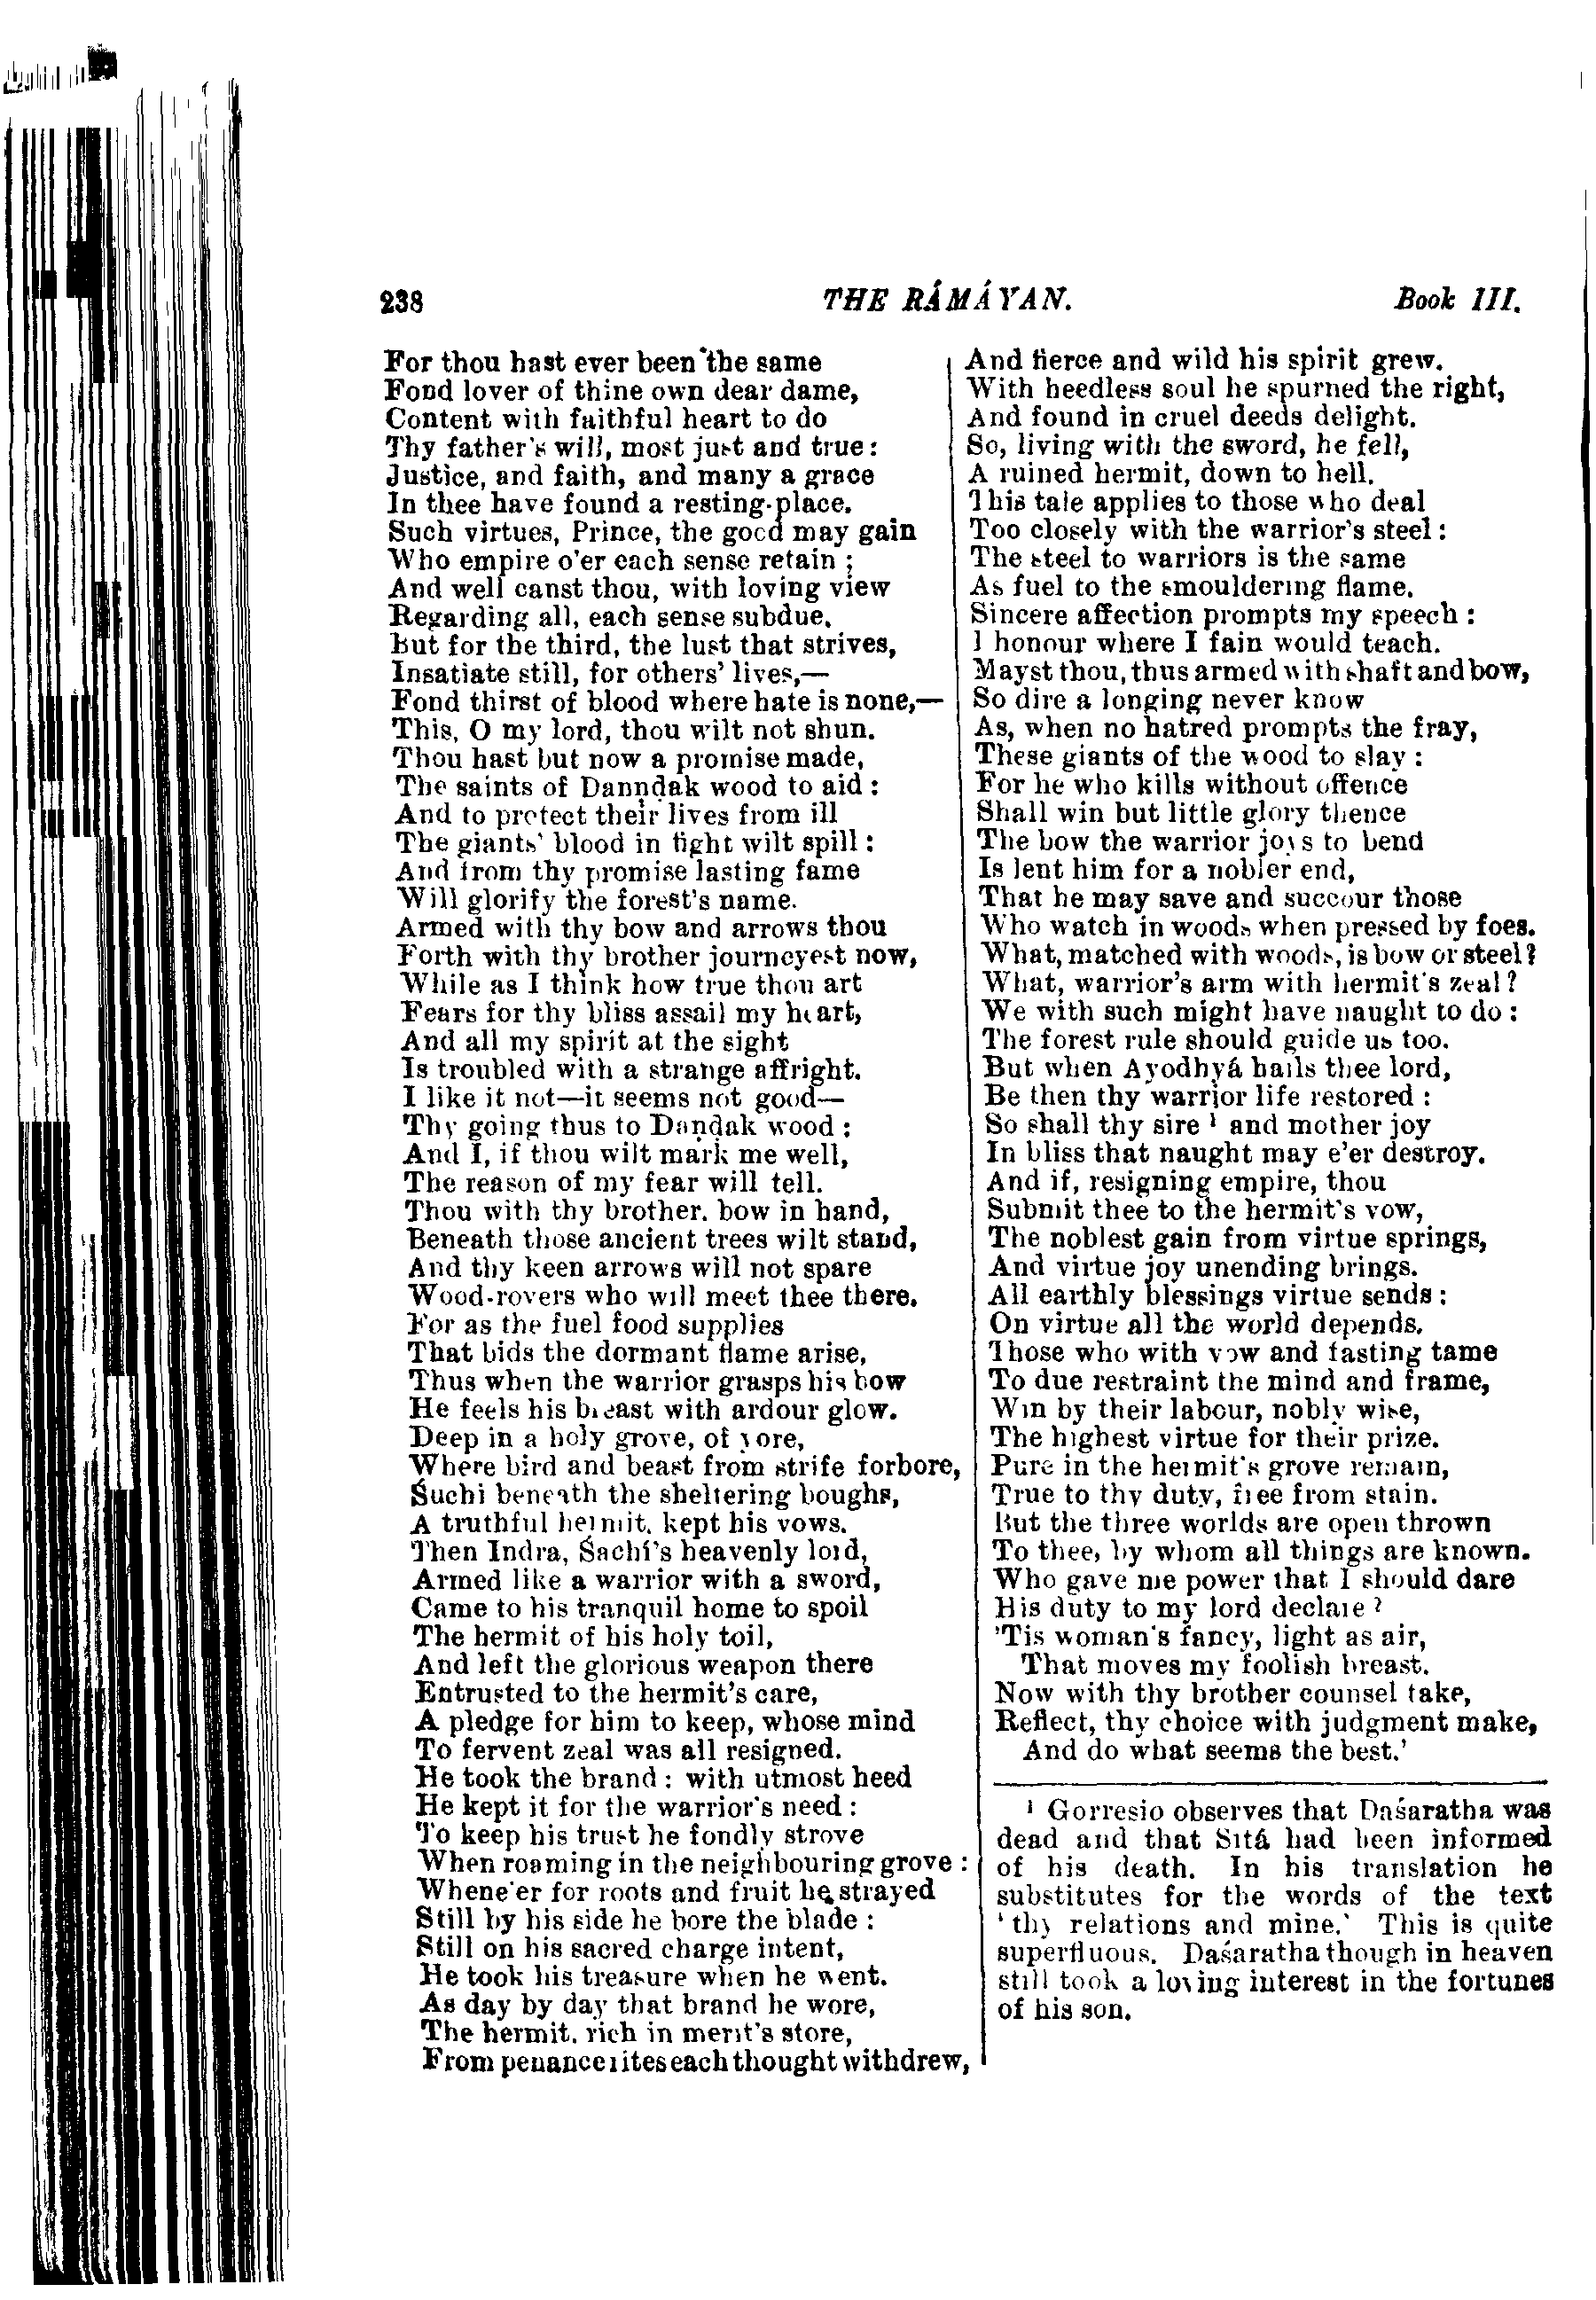 238 THE RÁMÁYAN. Book III.
For thou hast ever been the same
Fond lover of thine own dear dame,
Content with faithful heart to do
Thy father's will, most just and true:
Justice, and faith, and many a grace
In thee have found a resting-place.
Such virtues, Prince, the good may gain
Who empire o'er each sense retain;
And well canst thou, with loving view
Regarding all, each sense subdue.
But for the third, the lust that strives,
Insatiate still, for others' lives,—
Fond thirst of blood where hate is none,—
This, O my lord, thou wilt not shun.
Thou hast but now a promise made,
The saints of Danṇḍak wood to aid:
And to protect their lives from ill
The giants' blood in fight wilt spill:
And from thy promise lasting fame
Will glorify the forest's name.
Armed with thy bow and arrows thou
Forth with thy brother journeyest now,
While as I think how true thou art
Fears for thy bliss assail my heart,
And all my spirit at the sight
Is troubled with a strange affright.
I like it not—it seems not good—
Thy going thus to Daṇḍak wood:
And I, if thou wilt mark me well,
The reason of my fear will tell.
Thou with thy brother, bow in hand,
Beneath those ancient trees wilt stand,
And thy keen arrows will not spare
Wood-rovers who will meet thee there.
For as the fuel food supplies
That bids the dormant flame arise,
Thus when the warrior grasps his bow
He feels his breast with ardour glow.
Deep in a holy grove, of yore,
Where bird and beast from strife forbore,
Śuchi beneath the sheltering boughs,
A truthful hermit, kept his vows.
Then Indra, Śachí's heavenly lord,
Armed like a warrior with a sword,
Came to his tranquil home to spoil
The hermit of his holy toil,
And left the glorious weapon there
Entrusted to the hermit's care,
A pledge for him to keep, whose mind
To fervent zeal was all resigned.
He took the brand: with utmost heed
He kept it for the warrior's need:
To keep his trust he fondly strove
When roaming in the neighbouring grove:
Whene'er for roots and fruit he strayed
Still by his side he bore the blade:
Still on his sacred charge intent,
He took his treasure when he went.
As day by day that brand he wore,
The hermit, rich in merit's store,
From penance rites each thought withdrew,
And fierce and wild his spirit grew.
With heedless soul he spurned the right,
And found in cruel deeds delight.
So, living with the sword, he fell,
A ruined hermit, down to hell.
This tale applies to those who deal
Too closely with the warrior's steel:
The steel to warriors is the same
As fuel to the smouldering flame.
Sincere affection prompts my speech:
I honour where I fain would teach.
Mayst thou, thus armed with shaft and bow,
So dire a longing never know
As, when no hatred prompts the fray,
These giants of the wood to slay:
For he who kills without offence
Shall win but little glory thence
The bow the warrior joys to bend
Is lent him for a nobler end,
That he may save and succour those
Who watch in woods when pressed by foes.
What, matched with woods, is bow or steel?
What, warrior's arm with hermit's zeal?
We with such might have naught to do:
The forest rule should guide us too.
But when Ayodhyá hails thee lord,
Be then thy warrior life restored:
So shall thy sire ¹ and mother joy
In bliss that naught may e'er destroy.
And if, resigning empire, thou
Submit thee to the hermit's vow,
The noblest gain from virtue springs,
And virtue joy unending brings.
All earthly blessings virtue sends:
On virtue all the world depends.
Those who with vow and fasting tame
To due restraint the mind and frame,
Win by their labour, nobly wise,
The highest virtue for their prize.
Pure in the hermit's grove remain,
True to thy duty, free from stain.
But the three worlds are open thrown
To thee, by whom all things are known.
Who gave me power that I should dare
His duty to my lord declare?
'Tis woman's fancy, light as air,
That moves my foolish breast.
Now with thy brother counsel take,
Reflect, thy choice with judgment make,
And do what seems the best.'
¹ Gorresio observes that Daśaratha was
dead and that Sítá had been informed
of his death. In his translation he
substitutes for the words of the text
'thy relations and mine.' This is quite
superfluous. Daśaratha though in heaven
still took a loving interest in the fortunes
of his son.